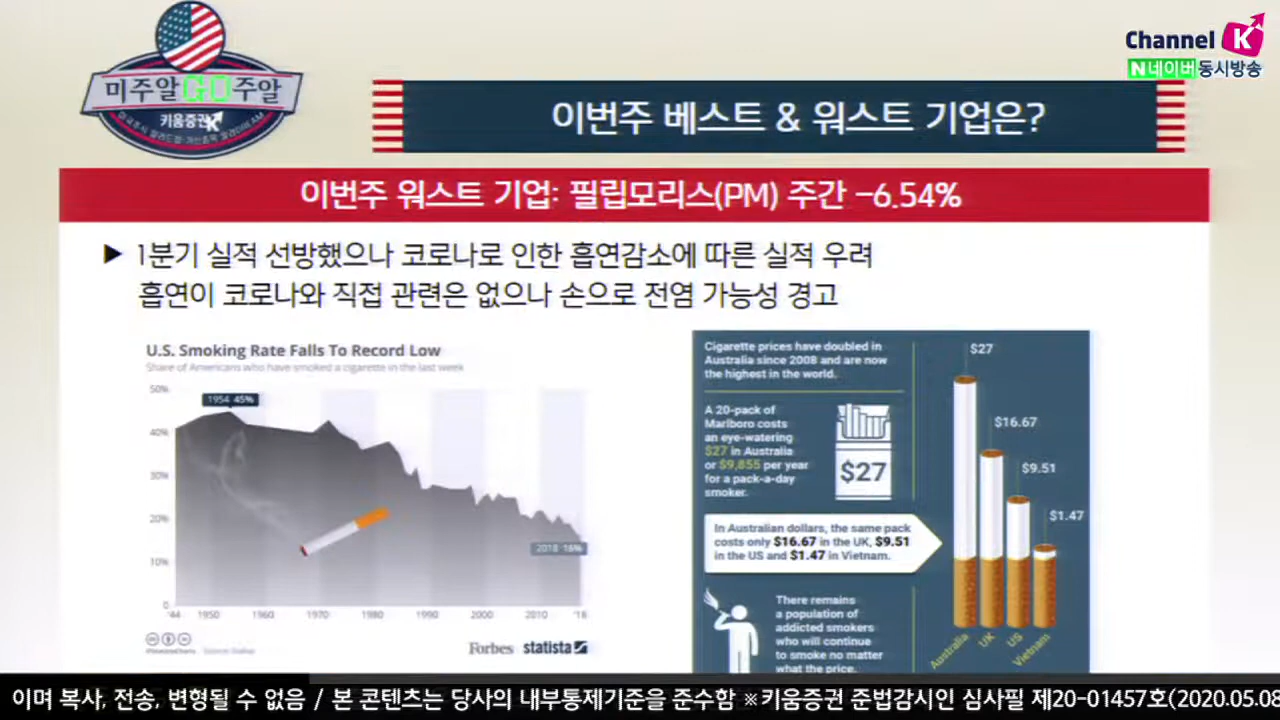 미주알GO주알
키움증권
Channel K
N네이버 동시방송
이번주 베스트 & 워스트 기업은?
이번주 워스트 기업: 필립모리스(PM) 주간 -6.54%
▶ 1분기 실적 선방했으나 코로나로 인한 흡연감소에 따른 실적 우려
흡연이 코로나와 직접 관련은 없으나 손으로 전염 가능성 경고
U.S. Smoking Rate Falls To Record Low
Share of Americans who have smoked a cigarette in the last week
50%
1954 45%
40%
30%
20%
2018 16%
10%
0
'44 1950 1960 1970 1980 1990 2000 2010 '18
Forbes statista
Cigarette prices have doubled in
Australia since 2008 and are now
the highest in the world.
A 20-pack of
Marlboro costs
an eye-watering
$27 in Australia
or $9,855 per year
for a pack-a-day
smoker.
$27
In Australian dollars, the same pack
costs only $16.67 in the UK, $9.51
in the US and $1.47 in Vietnam.
There remains
a population of
addicted smokers
who will continue
to smoke no matter
what the price.
$27
$16.67
$9.51
$1.47
Australia
UK
US
Vietnam
이며 복사, 전송, 변형될 수 없음 / 본 콘텐츠는 당사의 내부통제기준을 준수함 ※키움증권 준법감시인 심사필 제20-01457호(2020.05.08